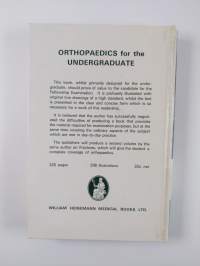 ORTHOPAEDICS for the
UNDERGRADUATE
This book, whilst primarily designed for the under-
graduate, should prove of value to the candidate for the
Fellowship Examination. It is profusely illustrated with
original line drawings of a high standard, whilst the text
is presented in the clear and concise form which is so
necessary for a work of this
It is believed that the author has successfully nego-
tiated the difficulties of producing a book that provides
the material required for examination purposes, but at the
same time covering the ordinary aspects of the subject
which are met in day-to-day practice.
The publishers will produce a second volume by the
same author on Fractures, which will give the student a
complete coverage of orthopaedics.
pages
illustrations
net
WILLIAM HEINEMANN MEDICAL BOOKS LTD.